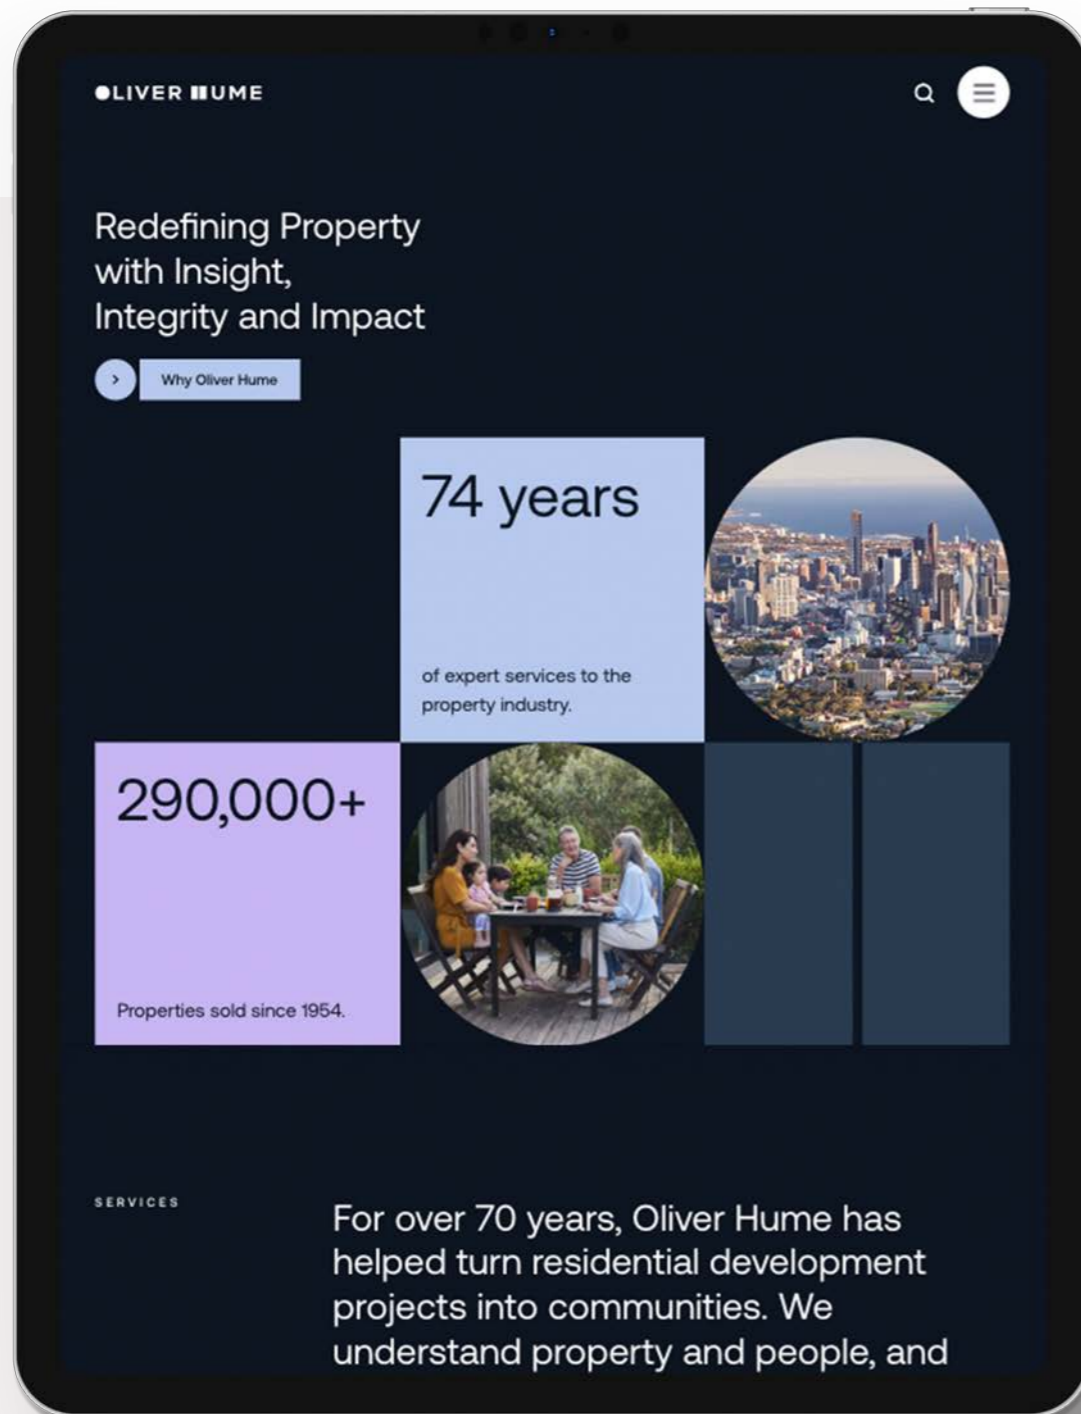 OLIVER HUME
Redefining Property
with Insight,
Integrity and Impact
Why Oliver Hume
74 years
of expert services to the
property industry.
290,000+
Properties sold since 1954.
SERVICES
For over 70 years, Oliver Hume has
helped turn residential development
projects into communities. We
understand property and people, and